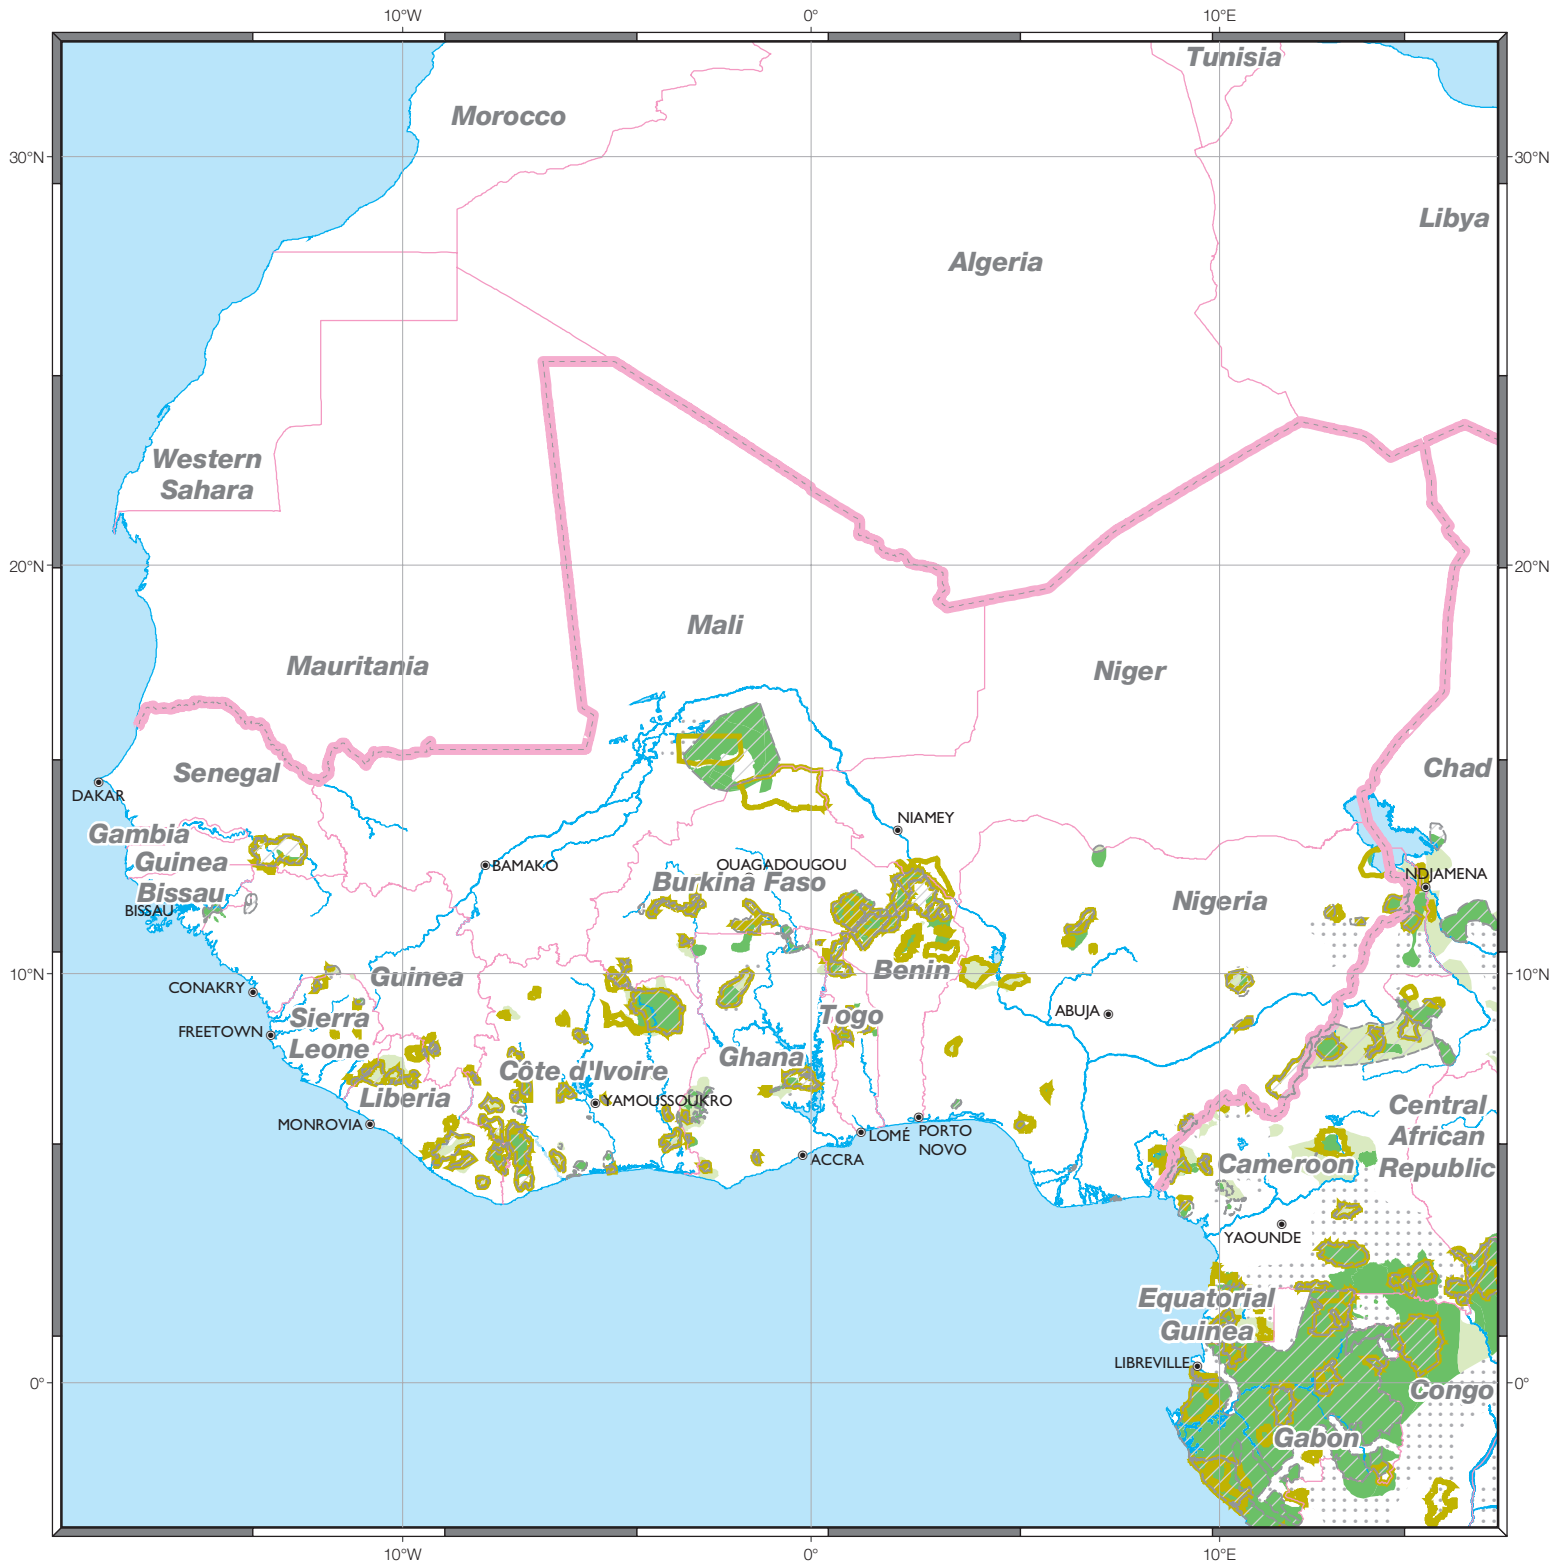 10°W
0°
10°E
Tunisia
Morocco
30°N
30°N
Libya
Algeria
Western
Sahara
20°N
20°N
Mali
Mauritania
Niger
Senegal
Chad
DAKAR
NIAMEY
Gambia
Guinea
Bissau
BISSAU
BAMAKO
OUAGADOUGOU
Burkina Faso
NDJAMENA
Nigeria
10°N
10°N
Guinea
Benin
CONAKRY
FREETOWN
Sierra
Leone
Togo
ABUJA
Ghana
Côte d'Ivoire
Liberia
YAMOUSSOUKRO
MONROVIA
LOMÉ
PORTO
NOVO
ACCRA
Central
African
Republic
Cameroon
YAOUNDE
Equatorial
Guinea
LIBREVILLE
0°
0°
Congo
Gabon
10°W
0°
10°E